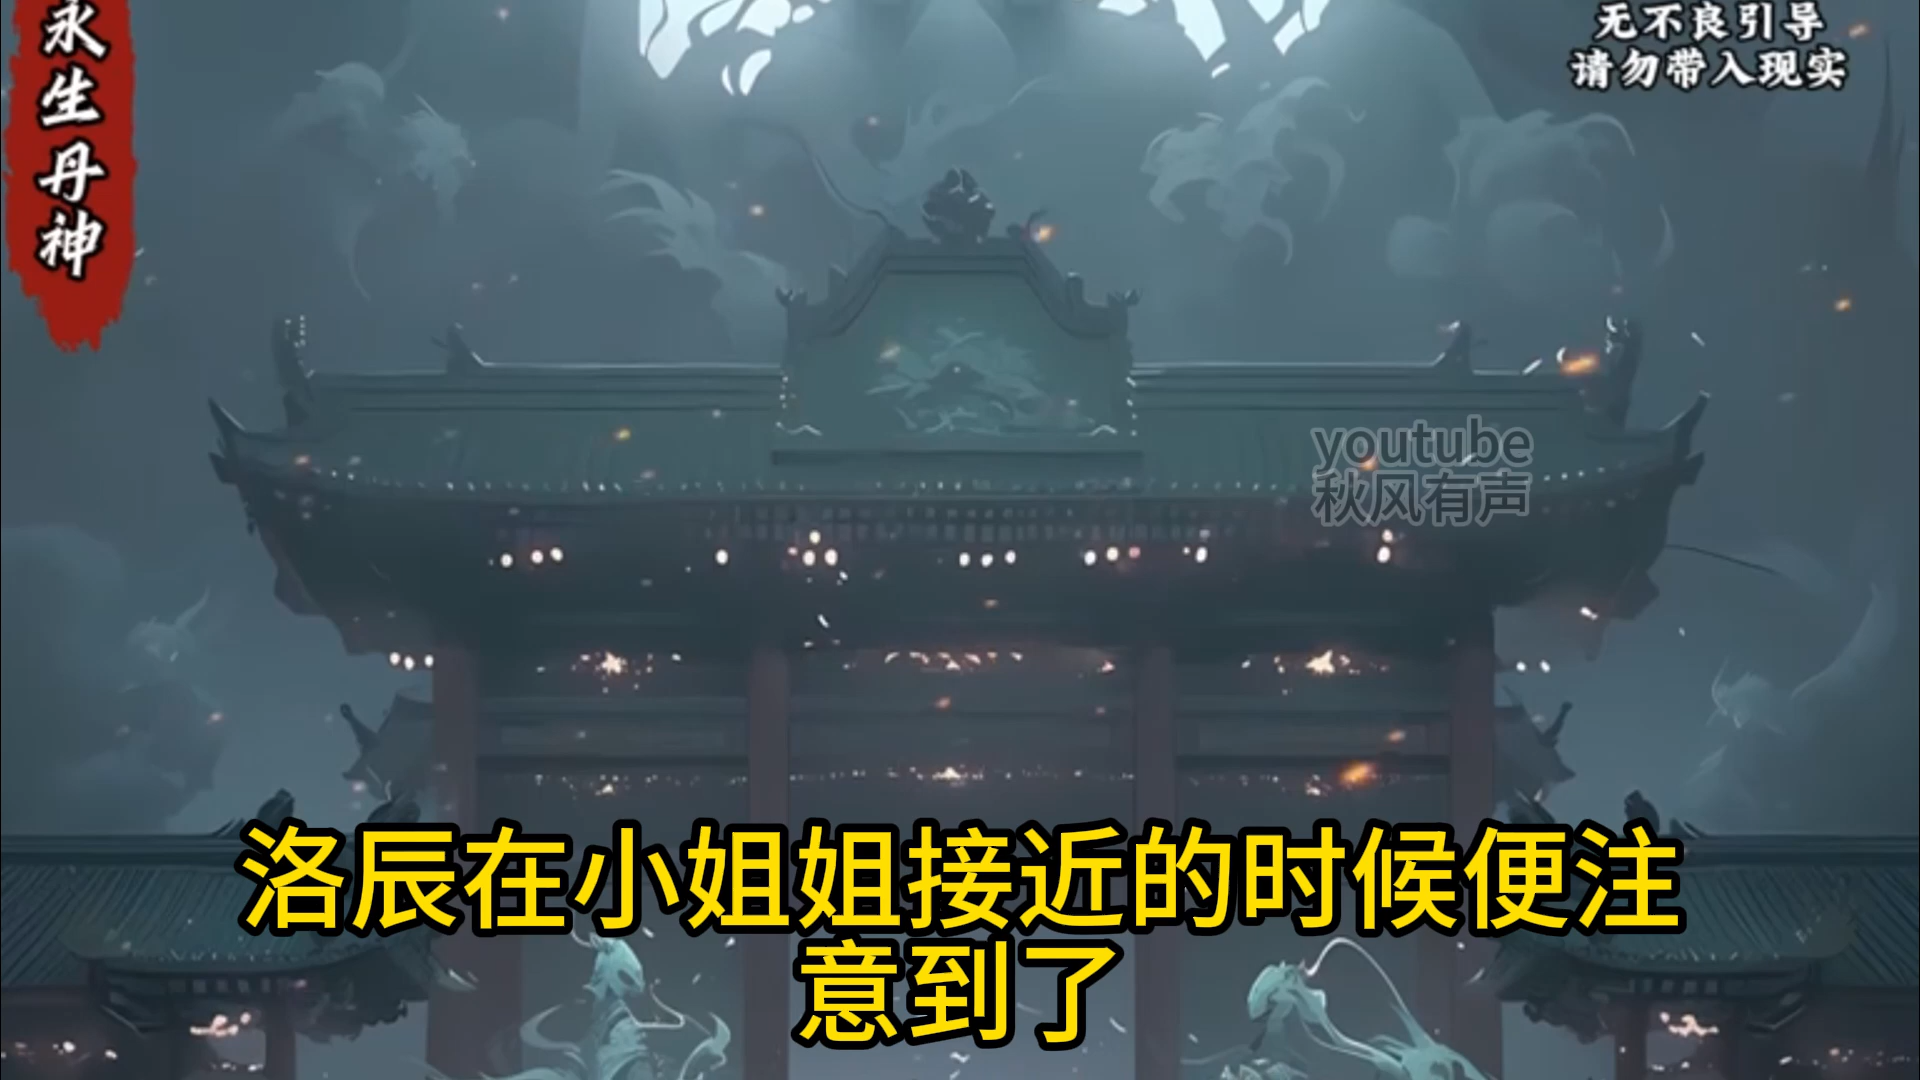 永生丹神
无不良引导
请勿带入现实
youtube
秋风有声
洛辰在小姐姐接近的时候便注
意到了